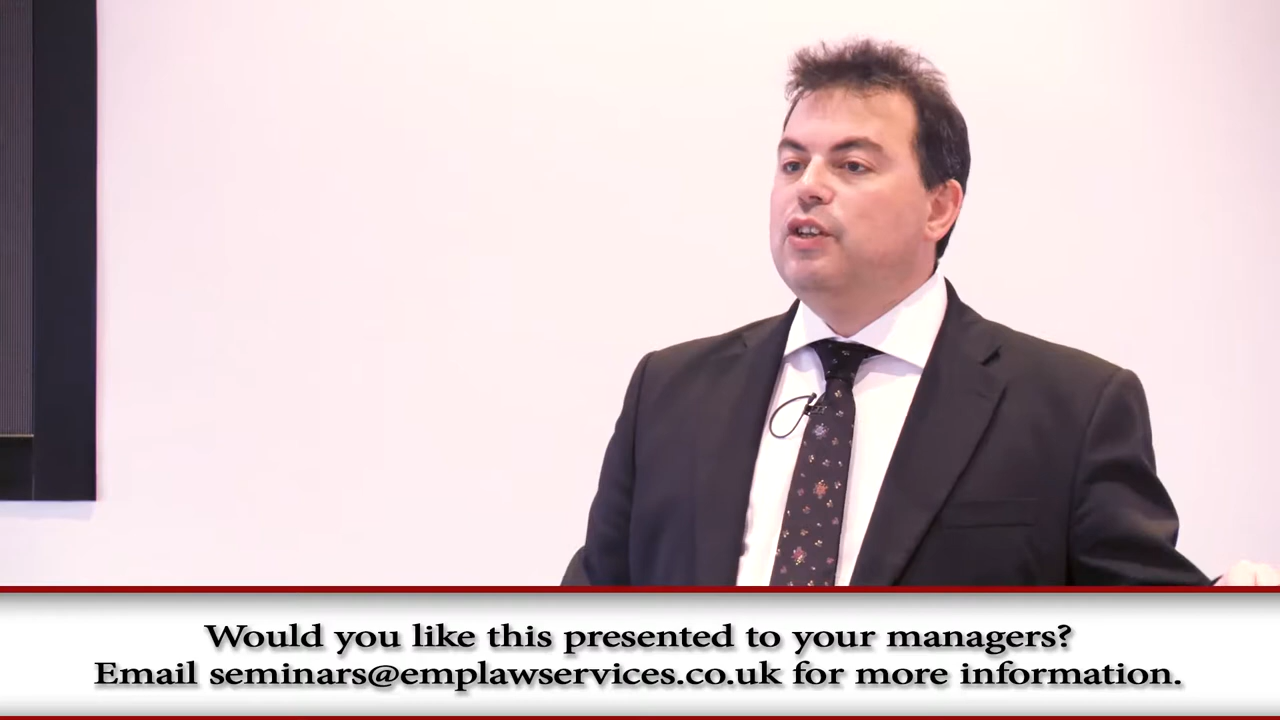 Would you like this presented to your managers?
Email seminars@emplawservices.co.uk for more information.